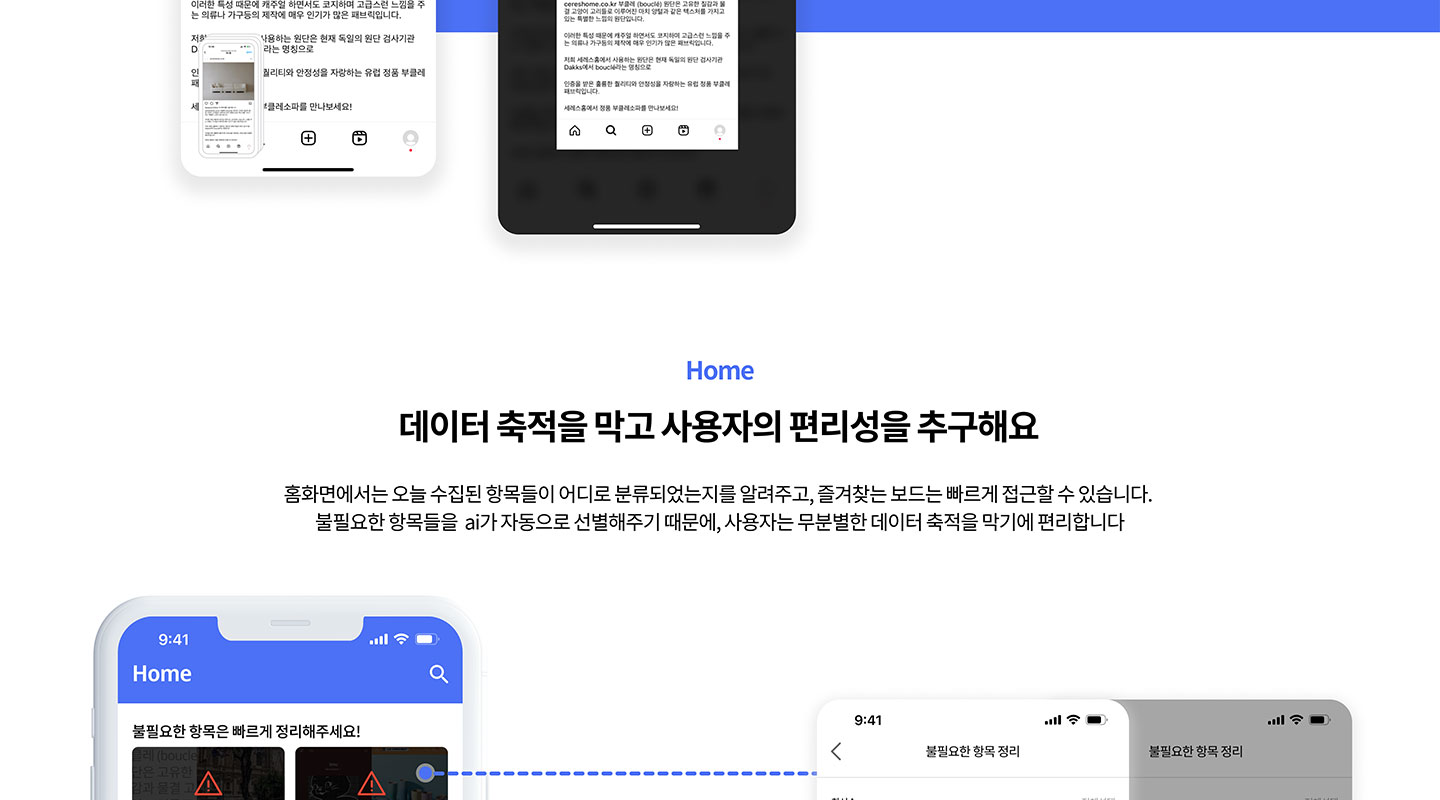 이러한 특성 때문에 캐주얼 하면서도 코지하며 고급스런 느낌을 주
는 의류나 가구등의 제작에 매우 인기가 많은 패브릭입니다.
사용하는 원단은 현재 독일의 원단 검사기관
라는 명칭으로
퀄리티와 안정성을 자랑하는 유럽 정품 부클레
부클레소파를 만나보세요!
cereshome.co.kr 부클레 (bouclé) 원단은 고유한 질감과 물
결 고양이 고리들로 이루어진 마치 양털과 같은 텍스처를 가지고
있는 특별한 느낌의 원단입니다.
이러한 특성 때문에 캐주얼 하면서도 코지하며 고급스런 느낌을 주
는 의류나 가구등의 제작에 매우 인기가 많은 패브릭입니다.
저희 세레스홈에서 사용하는 원단은 현재 독일의 원단 검사기관
Dakks에서 bouclé라는 명칭으로
인증을 받은 훌륭한 퀄리티와 안정성을 자랑하는 유럽 정품 부클레
패브릭입니다.
세레스홈에서 정품 부클레소파를 만나보세요!
Home
데이터 축적을 막고 사용자의 편리성을 추구해요
홈화면에서는 오늘 수집된 항목들이 어디로 분류되었는지를 알려주고, 즐겨찾는 보드는 빠르게 접근할 수 있습니다.
불필요한 항목들을 ai가 자동으로 선별해주기 때문에, 사용자는 무분별한 데이터 축적을 막기에 편리합니다
9:41
Home
불필요한 항목은 빠르게 정리해주세요!
9:41
불필요한 항목 정리
불필요한 항목 정리